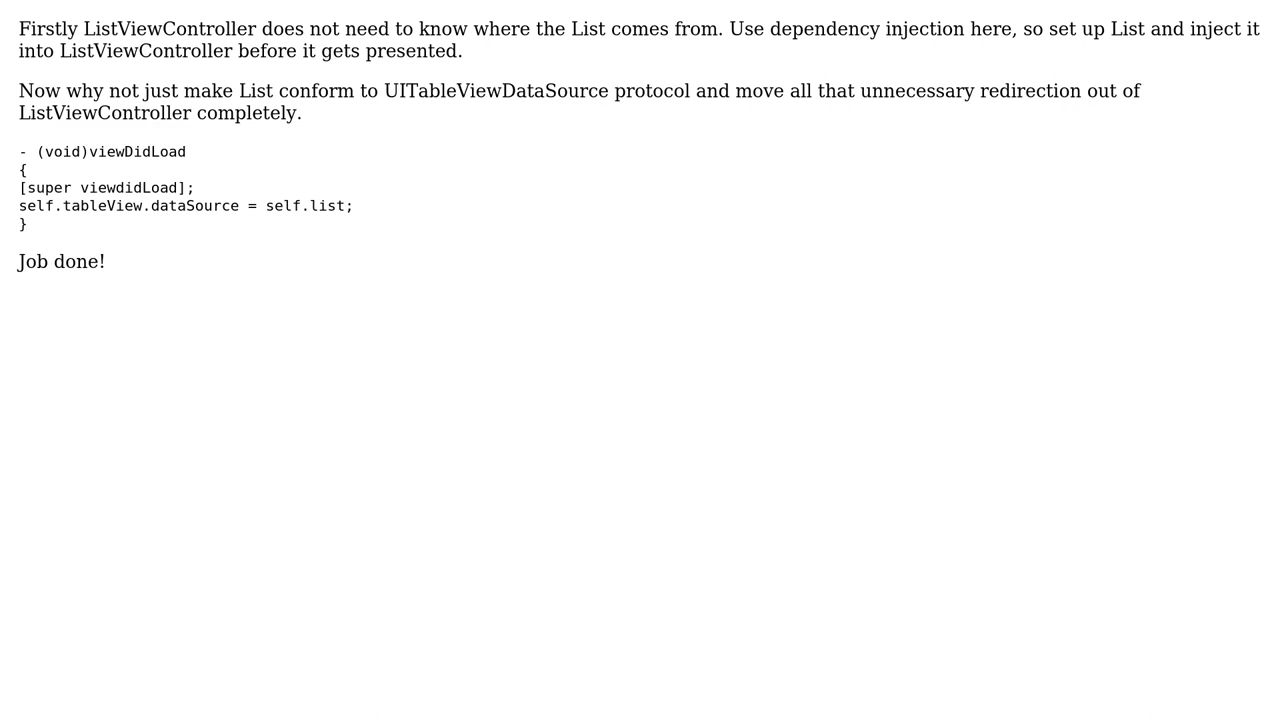 Firstly ListViewController does not need to know where the List comes from. Use dependency injection here, so set up List and inject it
into ListViewController before it gets presented.
Now why not just make List conform to UITableViewDataSource protocol and move all that unnecessary redirection out of
ListViewController completely.
- (void)viewDidLoad
{
[super viewdidLoad];
self.tableView.dataSource = self.list;
}
Job done!